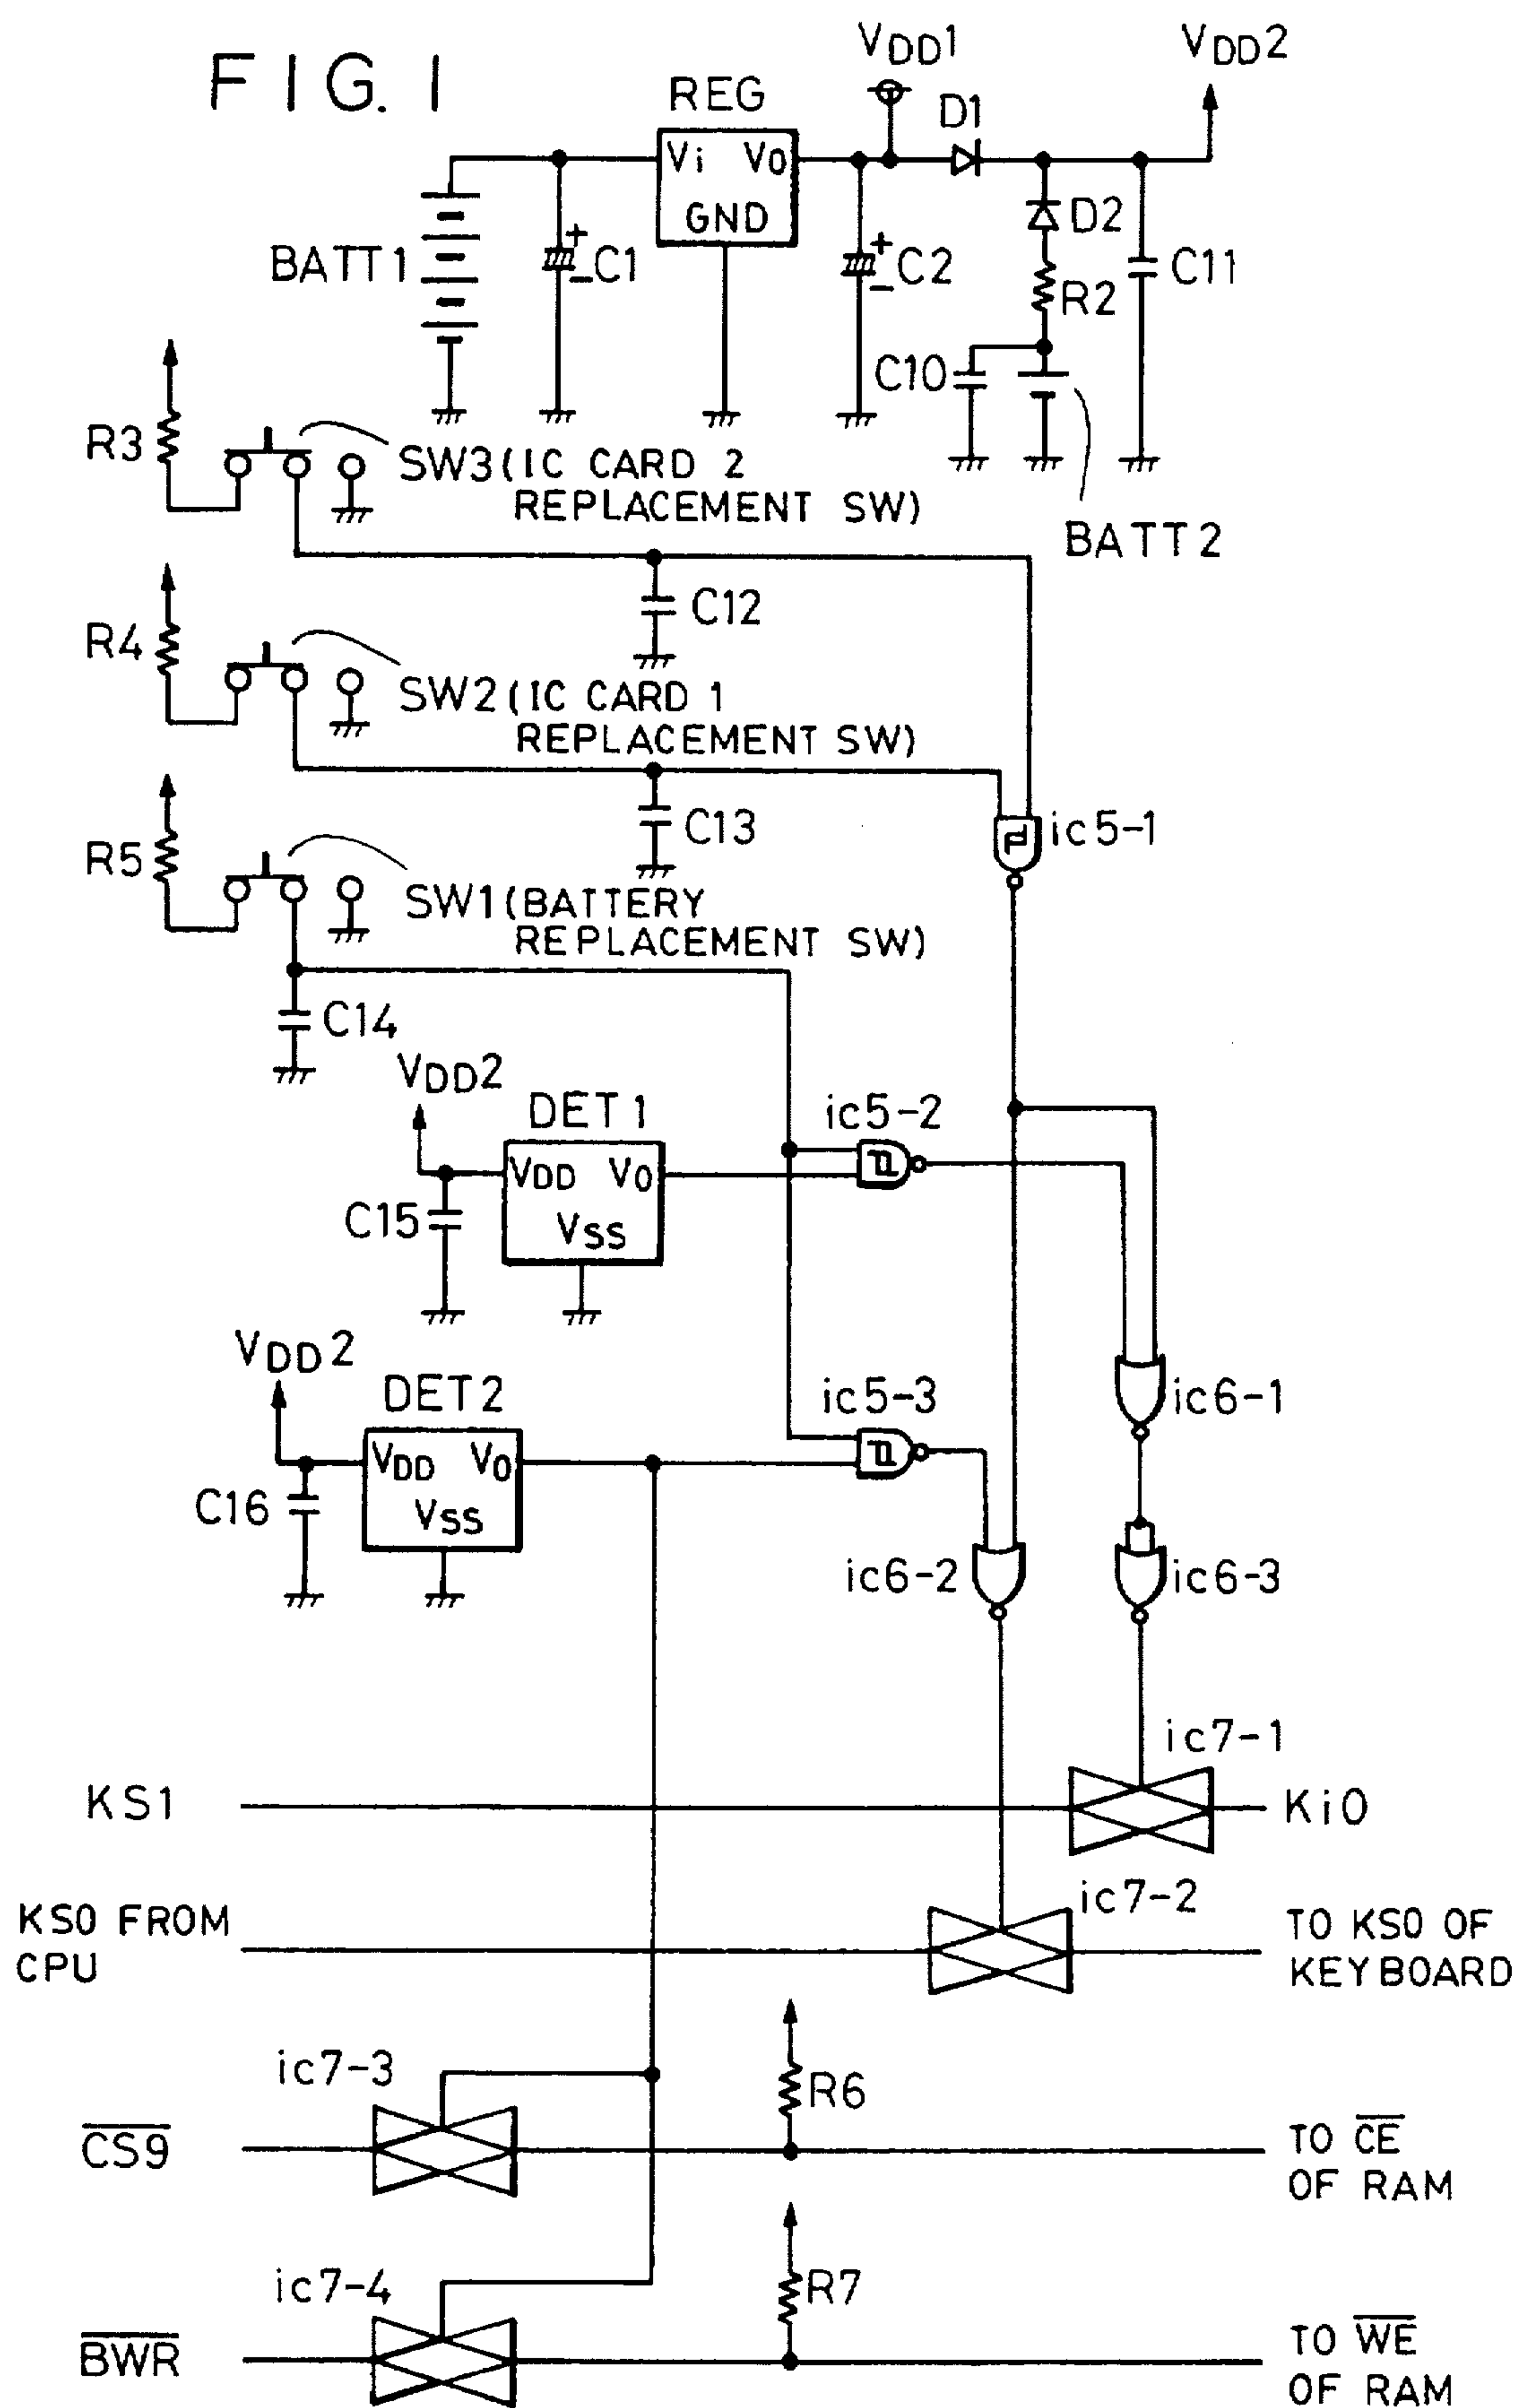 FIG. 1
VDD1
VDD2
REG
D1
Vi VO
GND
BATT1
+
-
C1
+
-
C2
D2
R2
C11
C10
R3
SW3(IC CARD 2
REPLACEMENT SW)
BATT2
C12
R4
SW2(IC CARD 1
REPLACEMENT SW)
C13
ic5-1
R5
SW1(BATTERY
REPLACEMENT SW)
C14
VDD2
DET1
ic5-2
VDD VO
VSS
C15
VDD2
DET2
ic5-3
ic6-1
VDD VO
VSS
C16
ic6-2
ic6-3
ic7-1
KS1
Ki0
ic7-2
KS0 FROM
CPU
TO KS0 OF
KEYBOARD
ic7-3
R6
C̅S̅9̅
TO C̅E̅
OF RAM
ic7-4
R7
B̅W̅R̅
TO W̅E̅
OF RAM